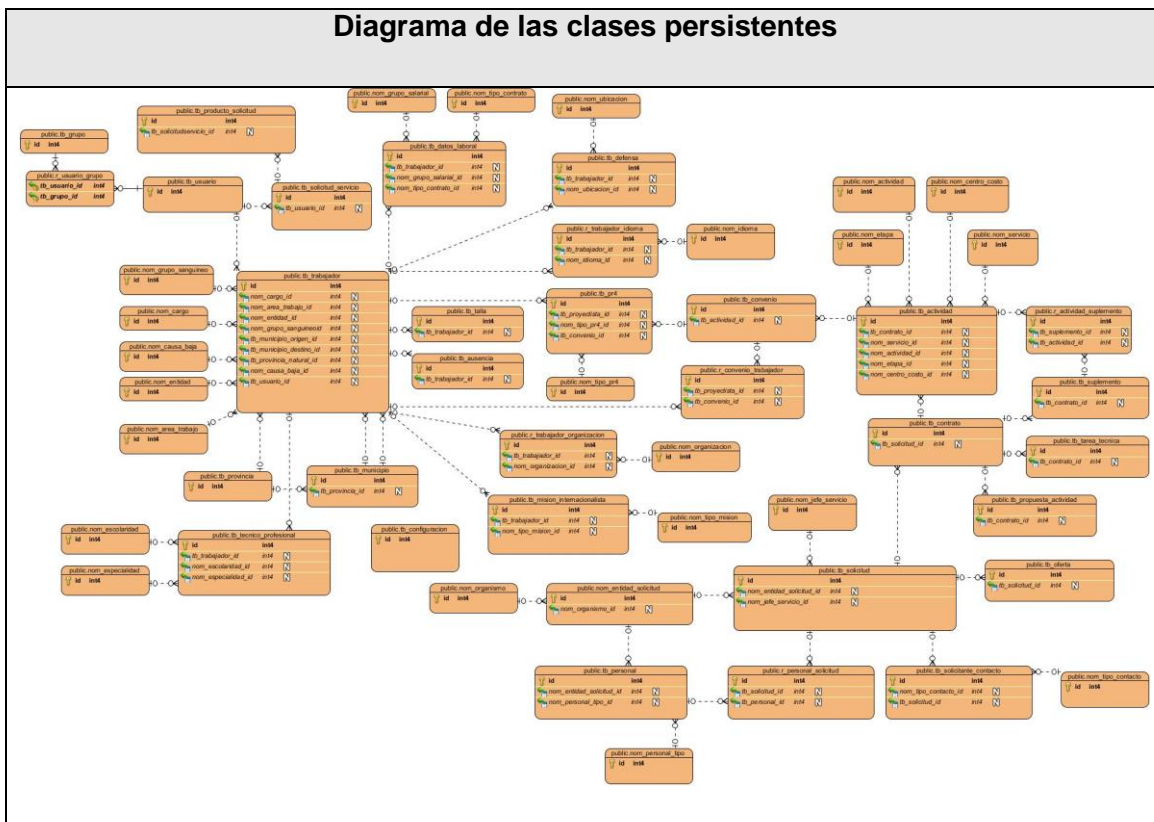 Diagrama de las clases persistentes
public.nom_grupo_salarial
id int4
public.nom_tipo_contrato
id int4
public.nom_ubicacion
id int4
public.tb_producto_solicitud
id int4
tb_solicitudservicio_id int4 N
public.tb_grupo
id int4
public.r_usuario_grupo
tb_usuario_id int4
tb_grupo_id int4
public.tb_usuario
id int4
public.tb_solicitud_servicio
id int4
tb_usuario_id int4 N
public.tb_datos_laboral
id int4
tb_trabajador_id int4 N
nom_grupo_salarial_id int4 N
nom_tipo_contrato_id int4 N
public.tb_defensa
id int4
tb_trabajador_id int4 N
nom_ubicacion_id int4 N
public.nom_actividad
id int4
public.nom_centro_costo
id int4
public.nom_etapa
id int4
public.nom_servicio
id int4
public.r_trabajador_idioma
id int4
tb_trabajador_id int4 N
nom_idioma_id int4 N
public.nom_idioma
id int4
public.nom_grupo_sanguineo
id int4
public.nom_cargo
id int4
public.nom_causa_baja
id int4
public.nom_entidad
id int4
public.nom_area_trabajo
id int4
public.tb_trabajador
id int4
nom_cargo_id int4 N
nom_area_trabajo_id int4 N
nom_entidad_id int4 N
nom_grupo_sanguineoid int4 N
tb_municipio_origen_id int4 N
tb_municipio_destino_id int4 N
tb_provincia_natural_id int4 N
nom_causa_baja_id int4 N
tb_usuario_id int4 N
public.tb_talla
id int4
tb_trabajador_id int4 N
public.tb_ausencia
id int4
tb_trabajador_id int4 N
public.tb_pr4
id int4
tb_proyectista_id int4 N
nom_tipo_pr4_id int4 N
tb_convenio_id int4 N
public.nom_tipo_pr4
id int4
public.tb_convenio
id int4
tb_actividad_id int4 N
public.r_convenio_trabajador
id int4
tb_proyectista_id int4 N
tb_convenio_id int4 N
public.tb_actividad
id int4
tb_contrato_id int4 N
nom_servicio_id int4 N
nom_actividad_id int4 N
nom_etapa_id int4 N
nom_centro_costo_id int4 N
public.r_actividad_suplemento
id int4
tb_suplemento_id int4 N
tb_actividad_id int4 N
public.tb_suplemento
id int4
tb_contrato_id int4 N
public.tb_contrato
id int4
tb_solicitud_id int4 N
public.tb_tarea_tecnica
id int4
tb_contrato_id int4 N
public.tb_propuesta_actividad
id int4
tb_contrato_id int4 N
public.r_trabajador_organizacion
id int4
tb_trabajador_id int4 N
nom_organizacion_id int4 N
public.nom_organizacion
id int4
public.tb_provincia
id int4
public.tb_municipio
id int4
tb_provincia_id int4 N
public.tb_mision_internacionalista
id int4
tb_trabajador_id int4 N
nom_tipo_mision_id int4 N
public.nom_tipo_mision
id int4
public.nom_jefe_servicio
id int4
public.nom_escolaridad
id int4
public.nom_especialidad
id int4
public.tb_tecnico_profesional
id int4
tb_trabajador_id int4 N
nom_escolaridad_id int4 N
nom_especialidad_id int4 N
public.tb_configuracion
id int4
public.nom_organismo
id int4
public.nom_entidad_solicitud
id int4
nom_organismo_id int4 N
public.tb_solicitud
id int4
nom_entidad_solicitud_id int4 N
nom_jefe_servicio_id int4 N
public.tb_oferta
id int4
tb_solicitud_id int4 N
public.tb_personal
id int4
nom_entidad_solicitud_id int4 N
nom_personal_tipo_id int4 N
public.r_personal_solicitud
id int4
tb_solicitud_id int4 N
tb_personal_id int4 N
public.tb_solicitante_contacto
id int4
nom_tipo_contacto_id int4 N
tb_solicitud_id int4 N
public.nom_tipo_contacto
id int4
public.nom_personal_tipo
id int4